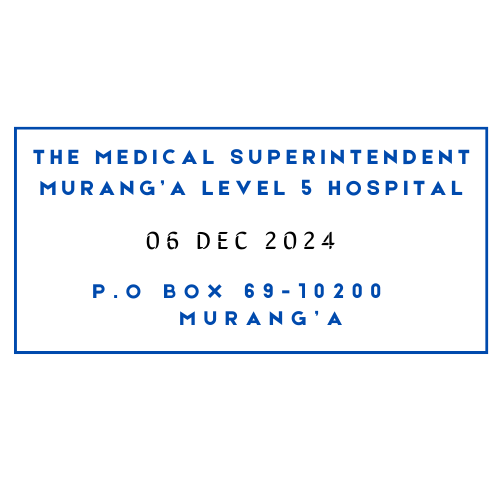 THE MEDICAL SUPERINTENDENT
MURANG'A LEVEL 5 HOSPITAL
06 DEC 2024
P.O BOX 69-10200
MURANG'A